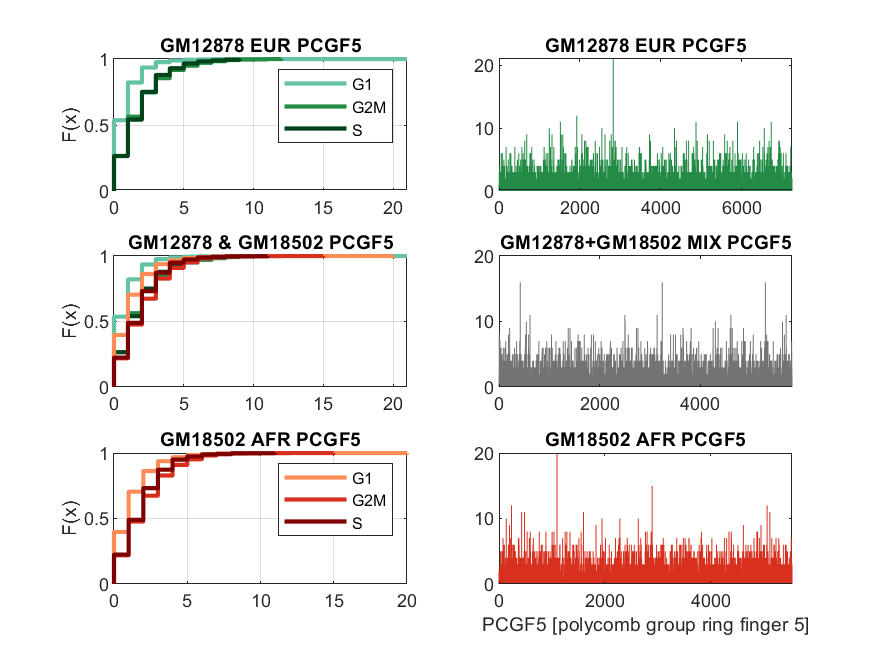 GM12878 EUR PCGF5
1
0.5
0
F(x)
0 5 10 15 20
G1
G2M
S
GM12878 EUR PCGF5
20
10
0
0 2000 4000 6000
GM12878 & GM18502 PCGF5
1
0.5
0
F(x)
0 5 10 15 20
GM12878+GM18502 MIX PCGF5
20
10
0
0 2000 4000
GM18502 AFR PCGF5
1
0.5
0
F(x)
0 5 10 15 20
G1
G2M
S
GM18502 AFR PCGF5
20
10
0
0 2000 4000
PCGF5 [polycomb group ring finger 5]